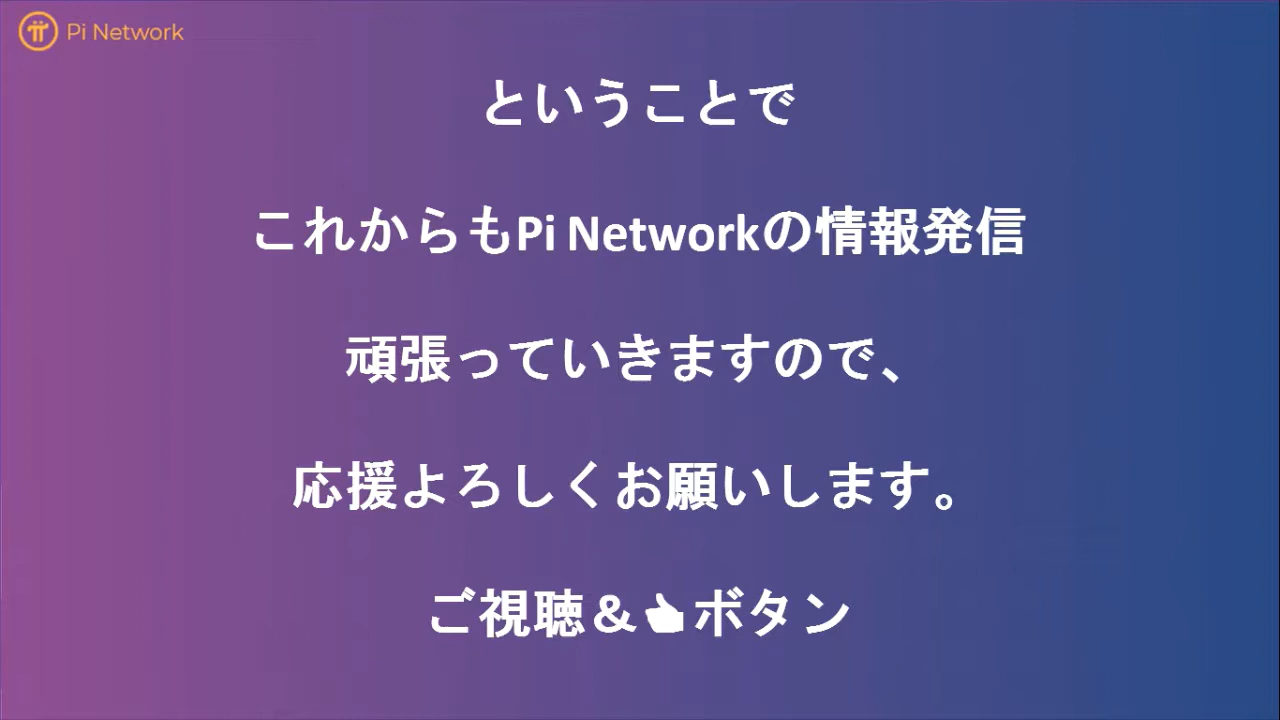 Pi Network
ということで
これからもPi Networkの情報発信
頑張っていきますので、
応援よろしくお願いします。
ご視聴＆👍ボタン